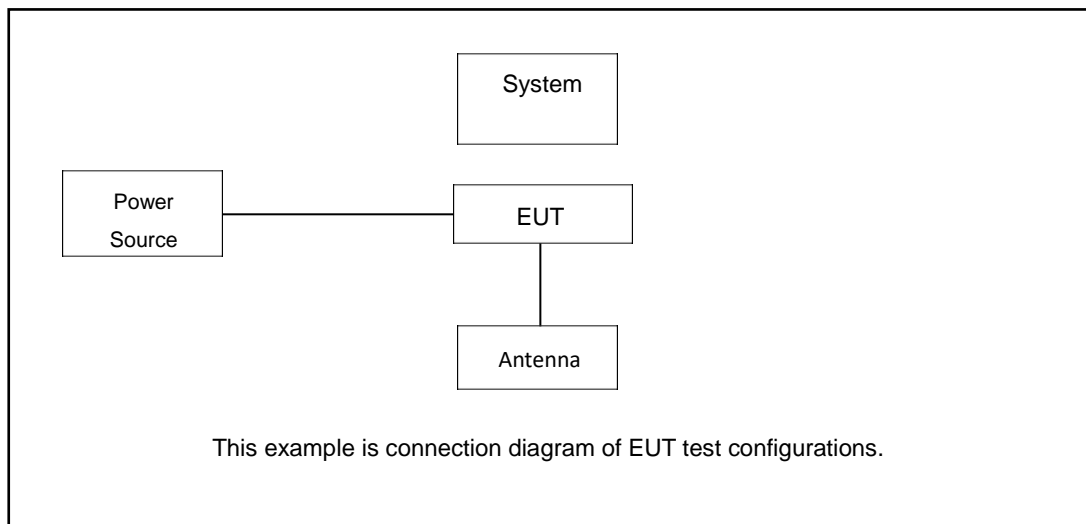 System
Power
Source
EUT
Antenna
This example is connection diagram of EUT test configurations.